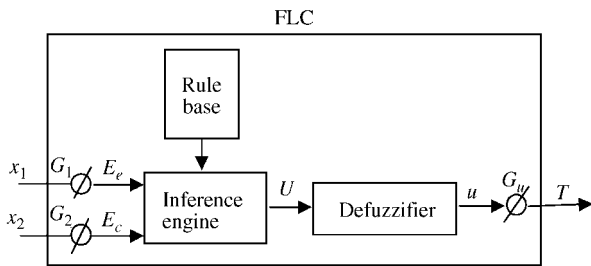 FLC
Rule
base
x1 G1 Ee
Inference
engine
U
Defuzzifier
u
Gu
T
x2 G2 Ec